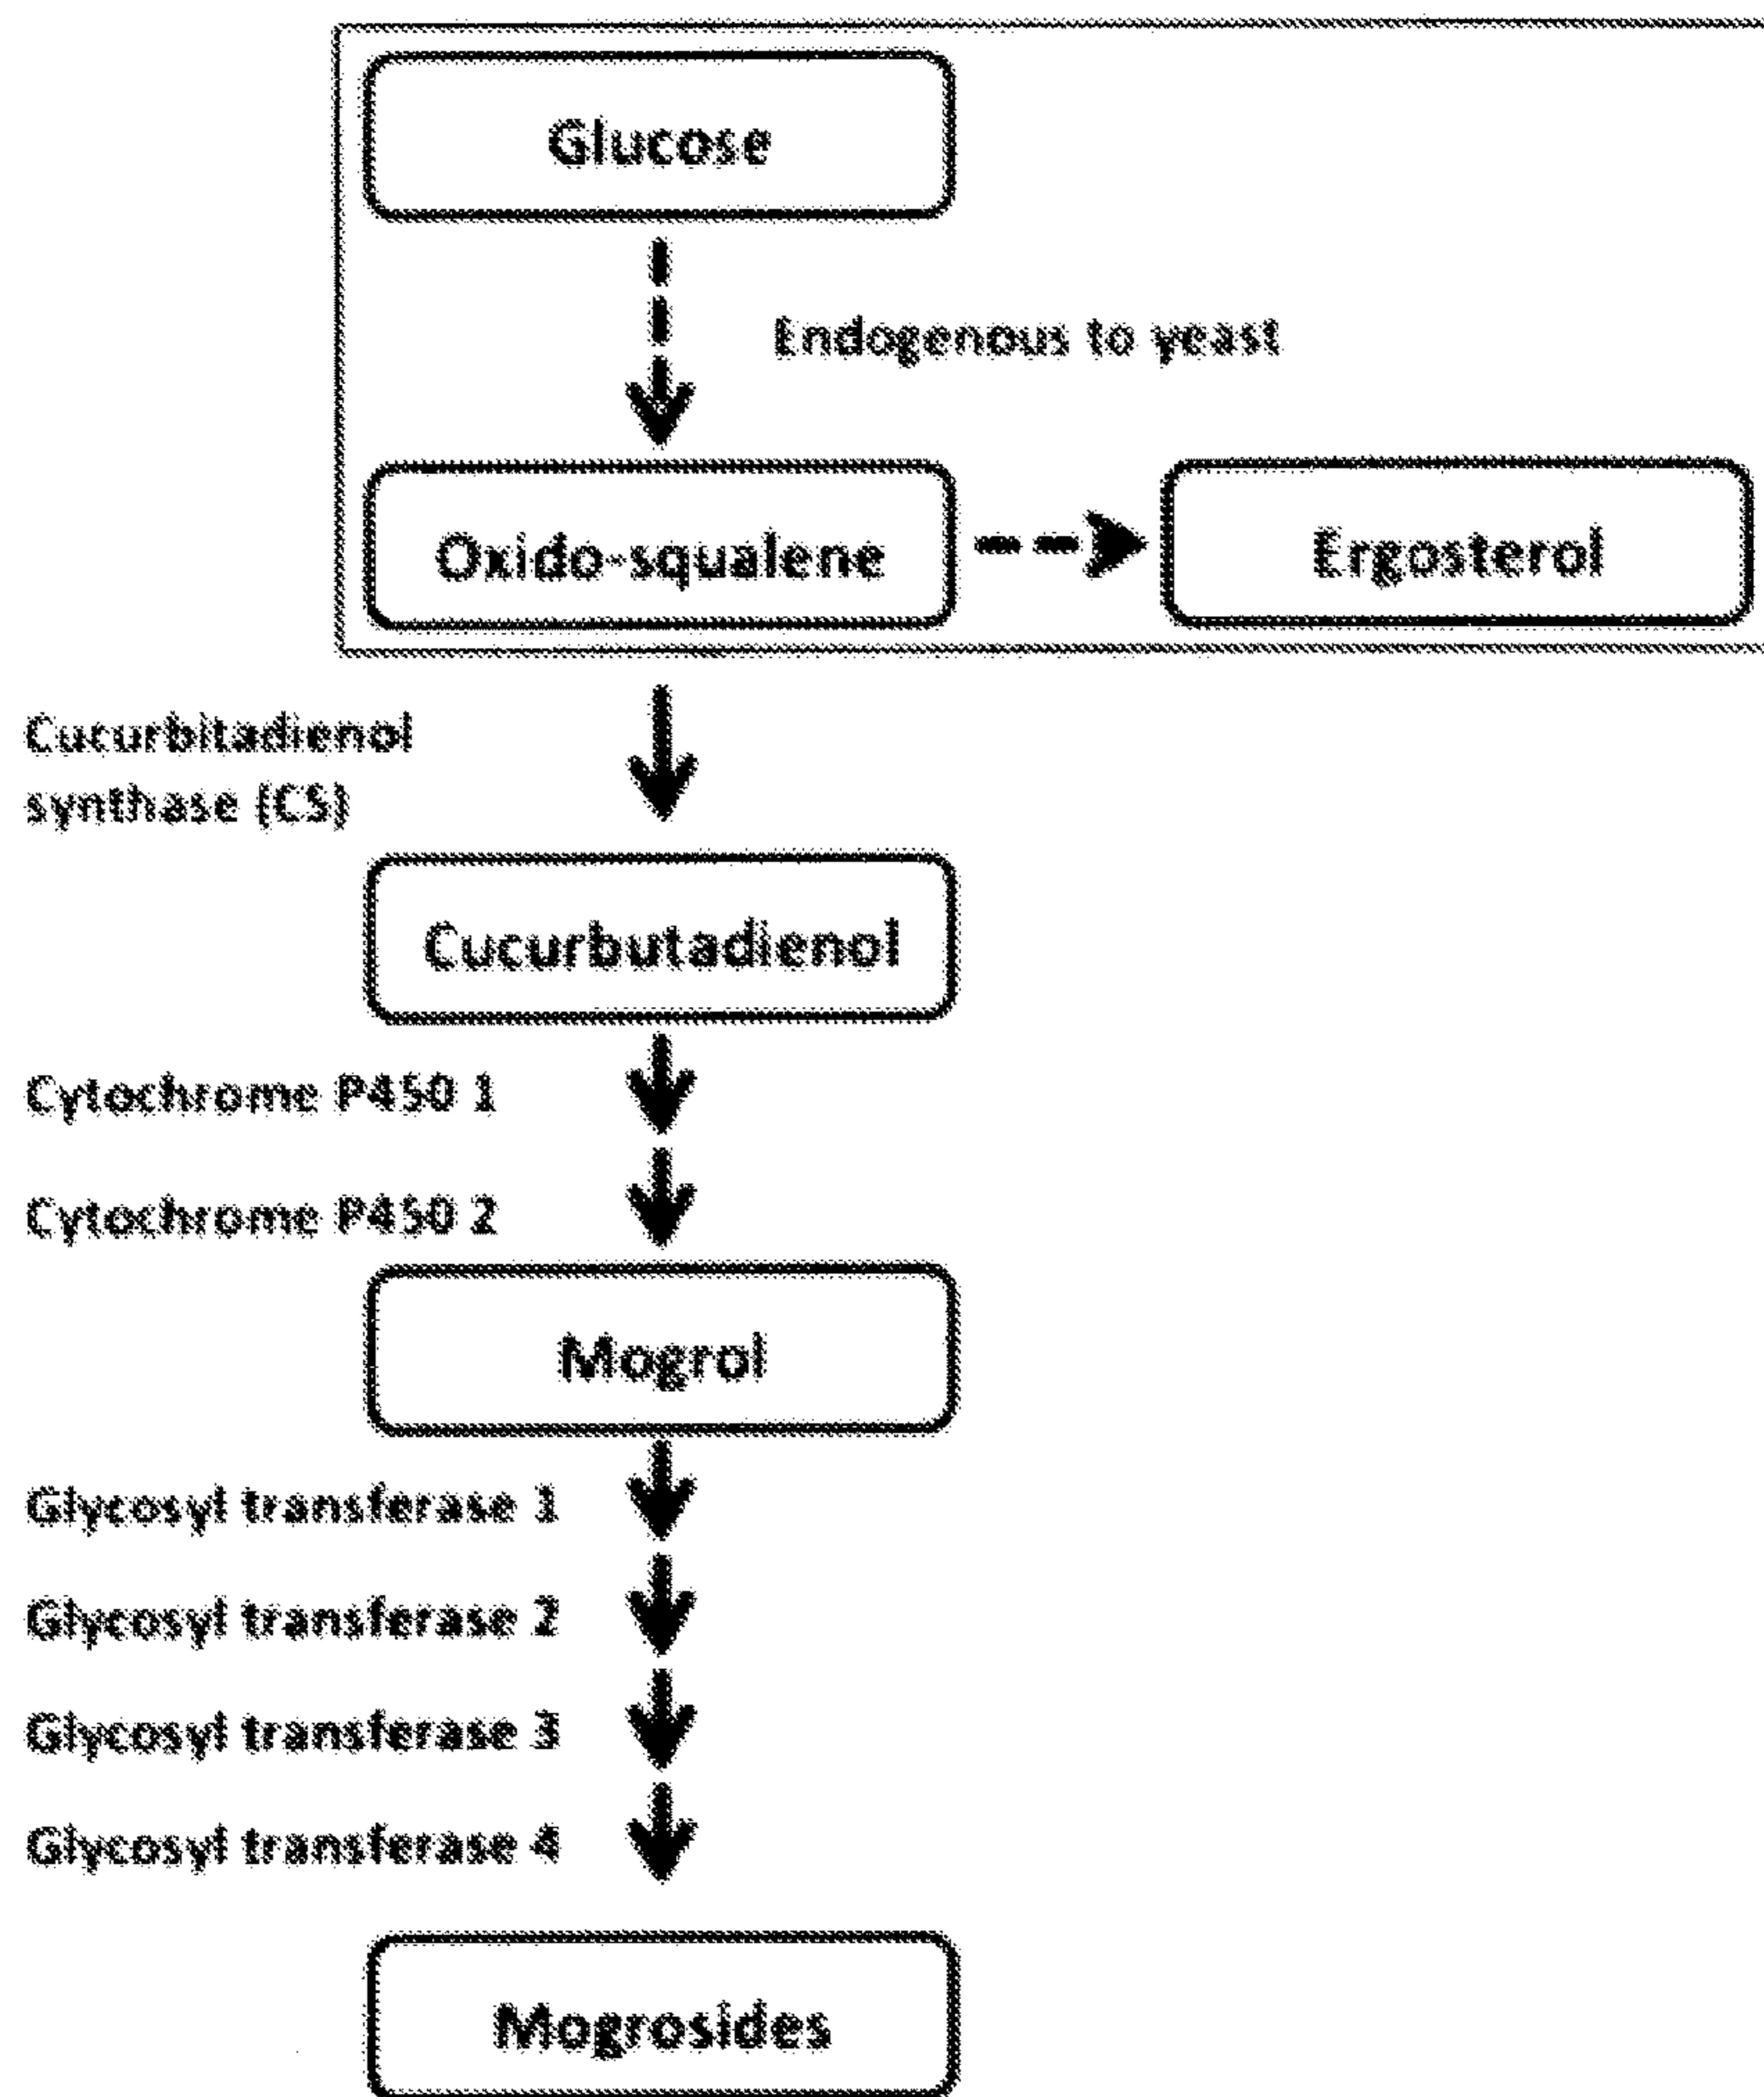 Glucose
Endogenous to yeast
Oxido-squalene
Ergosterol
Cucurbitadienol
synthase (CS)
Cucurbutadienol
Cytochrome P450 1
Cytochrome P450 2
Mogrol
Glycosyl transferase 1
Glycosyl transferase 2
Glycosyl transferase 3
Glycosyl transferase 4
Mogrosides